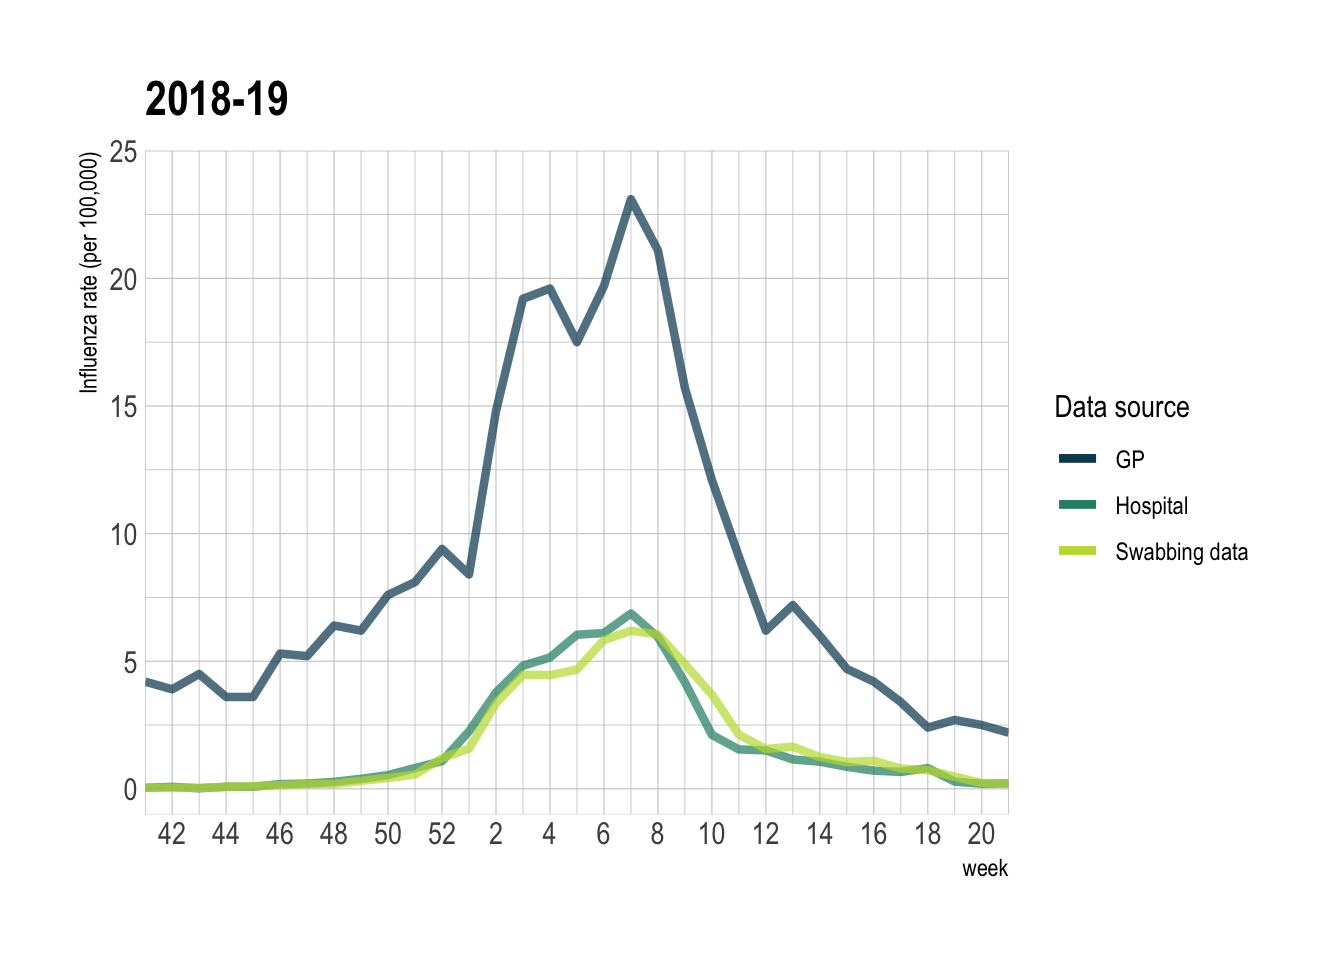 2018-19
Influenza rate (per 100,000)
25
20
15
10
5
0
42 44 46 48 50 52 2 4 6 8 10 12 14 16 18 20
week
Data source
GP
Hospital
Swabbing data